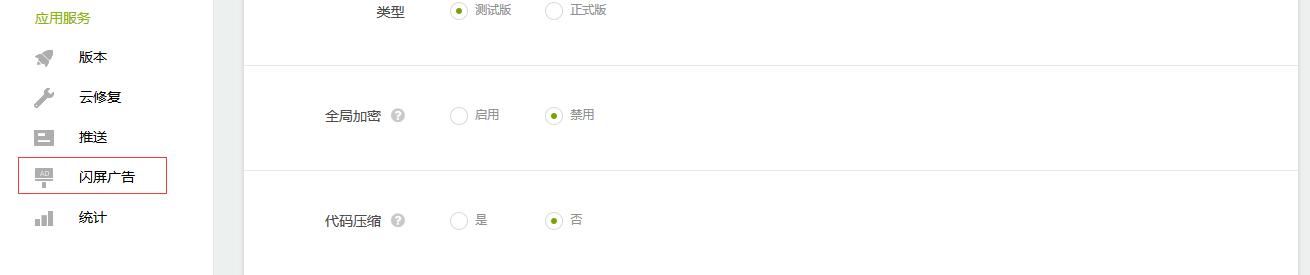 应用服务
版本
云修复
推送
AD 闪屏广告
统计
类型 测试版 正式版
全局加密 ? 启用 禁用
代码压缩 ? 是 否